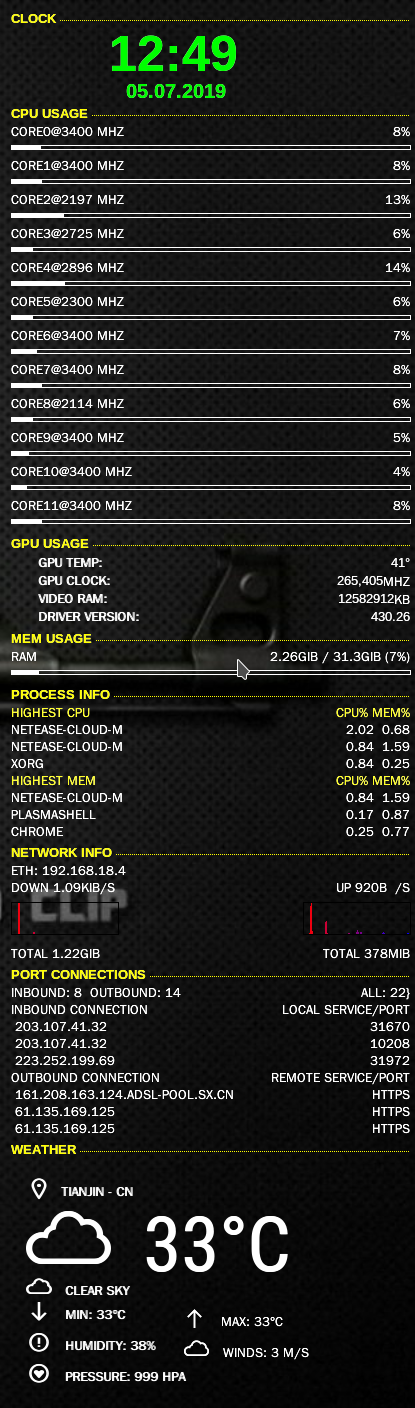 CLOCK
12:49
05.07.2019
CPU USAGE
CORE0@3400 MHZ 8%
CORE1@3400 MHZ 8%
CORE2@2197 MHZ 13%
CORE3@2725 MHZ 6%
CORE4@2896 MHZ 14%
CORE5@2300 MHZ 6%
CORE6@3400 MHZ 7%
CORE7@3400 MHZ 8%
CORE8@2114 MHZ 6%
CORE9@3400 MHZ 5%
CORE10@3400 MHZ 4%
CORE11@3400 MHZ 8%
GPU USAGE
GPU TEMP: 41°
GPU CLOCK: 265,405MHZ
VIDEO RAM: 12582912KB
DRIVER VERSION: 430.26
MEM USAGE
RAM 2.26GIB / 31.3GIB (7%)
PROCESS INFO
HIGHEST CPU CPU% MEM%
NETEASE-CLOUD-M 2.02 0.68
NETEASE-CLOUD-M 0.84 1.59
XORG 0.84 0.25
HIGHEST MEM CPU% MEM%
NETEASE-CLOUD-M 0.84 1.59
PLASMASHELL 0.17 0.87
CHROME 0.25 0.77
NETWORK INFO
ETH: 192.168.18.4
DOWN 1.09KIB/S UP 920B /S
CLIP
TOTAL 1.22GIB TOTAL 378MIB
PORT CONNECTIONS
INBOUND: 8 OUTBOUND: 14 ALL: 22}
INBOUND CONNECTION LOCAL SERVICE/PORT
203.107.41.32 31670
203.107.41.32 10208
223.252.199.69 31972
OUTBOUND CONNECTION REMOTE SERVICE/PORT
161.208.163.124.ADSL-POOL.SX.CN HTTPS
61.135.169.125 HTTPS
61.135.169.125 HTTPS
WEATHER
TIANJIN - CN
33°C
CLEAR SKY
MIN: 33°C MAX: 33°C
HUMIDITY: 38% WINDS: 3 M/S
PRESSURE: 999 HPA